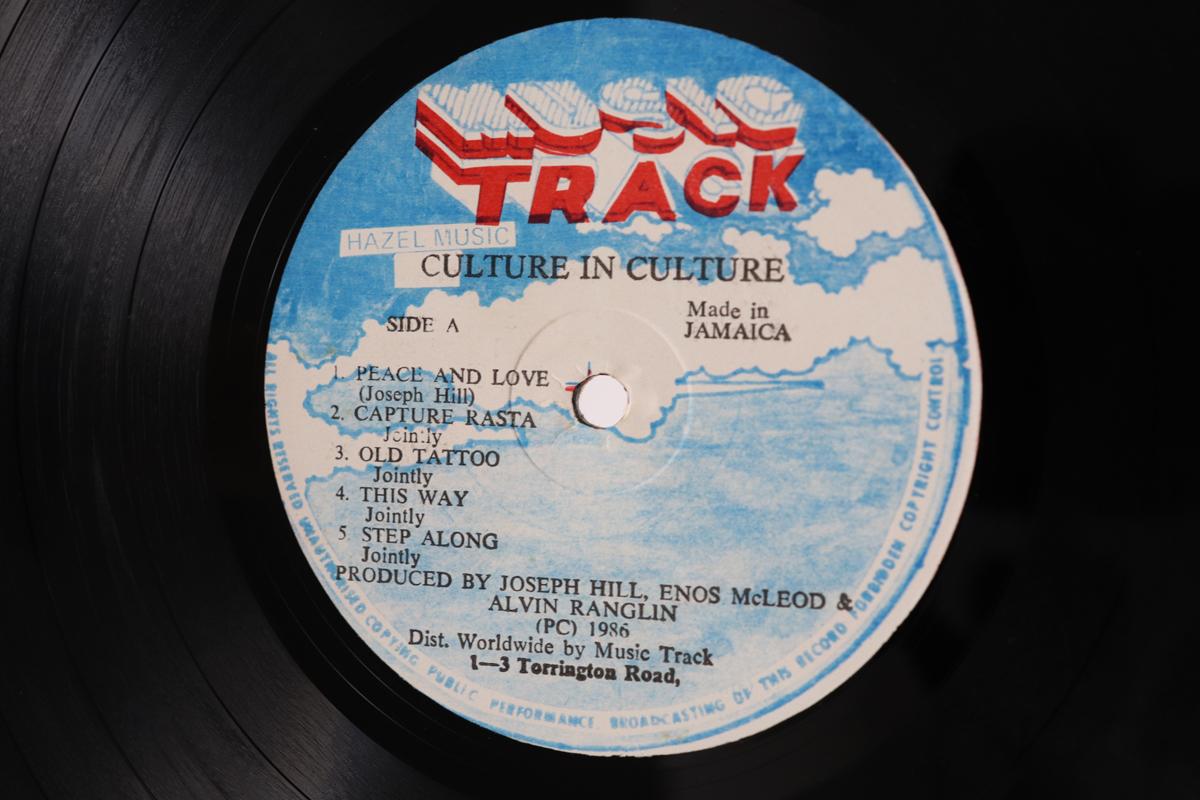 MUSIC
TRACK
HAZEL MUSIC
CULTURE IN CULTURE
SIDE A
Made in
JAMAICA
1. PEACE AND LOVE
(Joseph Hill)
2. CAPTURE RASTA
Jointly
3. OLD TATTOO
Jointly
4. THIS WAY
Jointly
5 STEP ALONG
Jointly
PRODUCED BY JOSEPH HILL, ENOS McLEOD &
ALVIN RANGLIN
(PC) 1986
Dist. Worldwide by Music Track
1—3 Torrington Road,
ALL RIGHTS RESERVED UNAUTHORISED COPYING PUBLIC PERFORMANCE BROADCASTING OF THIS RECORD FORBIDDEN COPYRIGHT CONTROL